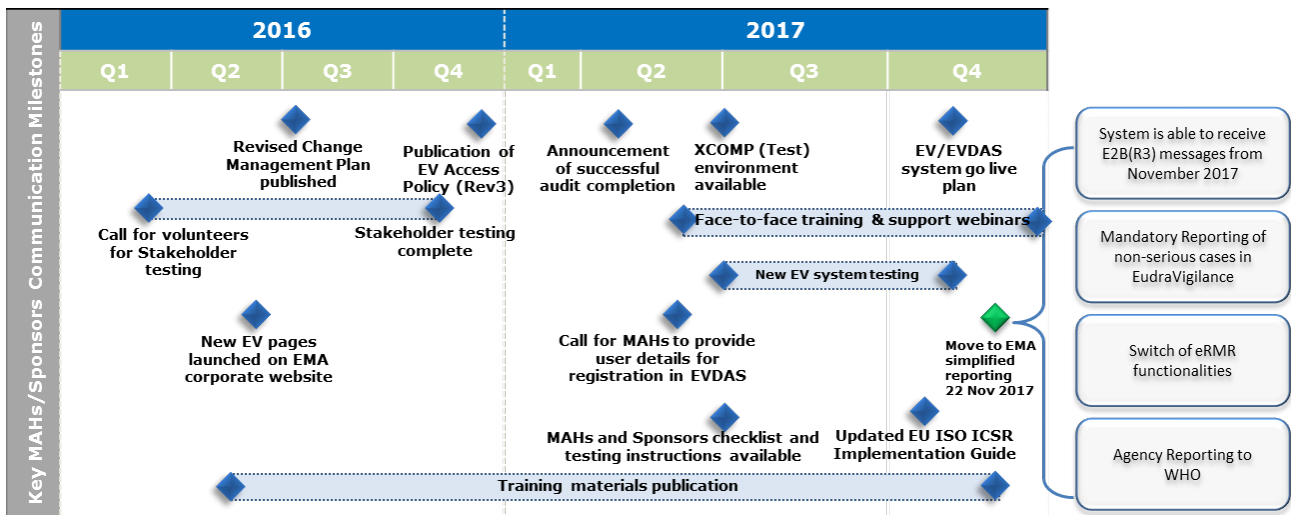 Key MAHs/Sponsors Communication Milestones
2016
2017
Q1
Q2
Q3
Q4
Q1
Q2
Q3
Q4
Revised Change
Management Plan
published
Publication of
EV Access
Policy (Rev3)
Announcement
of successful
audit completion
XCOMP (Test)
environment
available
EV/EVDAS
system go live
plan
Call for volunteers
for Stakeholder
testing
Stakeholder testing
complete
Face-to-face training & support webinars
New EV system testing
New EV pages
launched on EMA
corporate website
Call for MAHs to provide
user details for
registration in EVDAS
Move to EMA
simplified
reporting
22 Nov 2017
MAHs and Sponsors checklist and
testing instructions available
Updated EU ISO ICSR
Implementation Guide
Training materials publication
System is able to receive
E2B(R3) messages from
November 2017
Mandatory Reporting of
non-serious cases in
EudraVigilance
Switch of eRMR
functionalities
Agency Reporting to
WHO